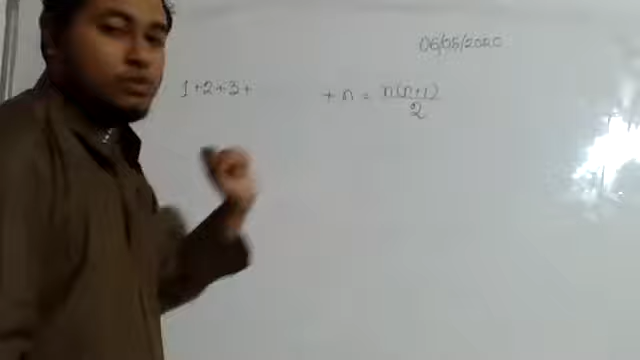 06/05/2020
1+2+3+ + n = n(n+1)/2